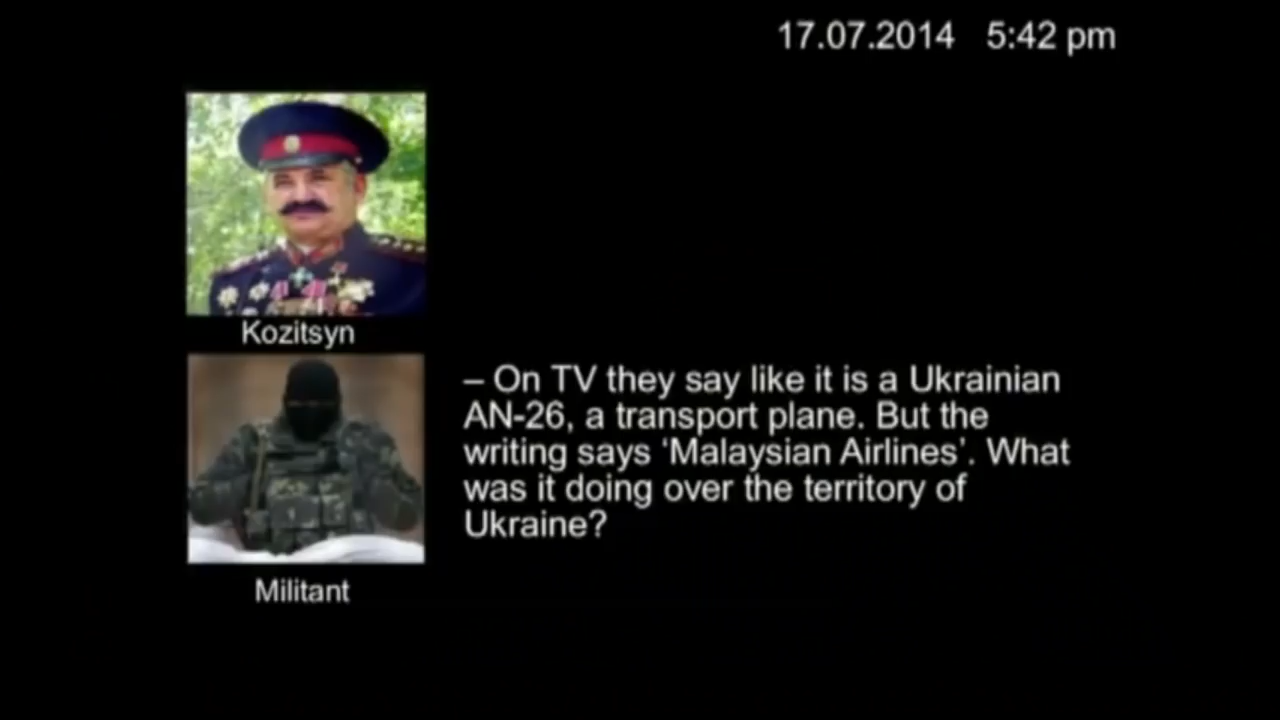 17.07.2014 5:42 pm
Kozitsyn
– On TV they say like it is a Ukrainian
AN-26, a transport plane. But the
writing says ‘Malaysian Airlines’. What
was it doing over the territory of
Ukraine?
Militant